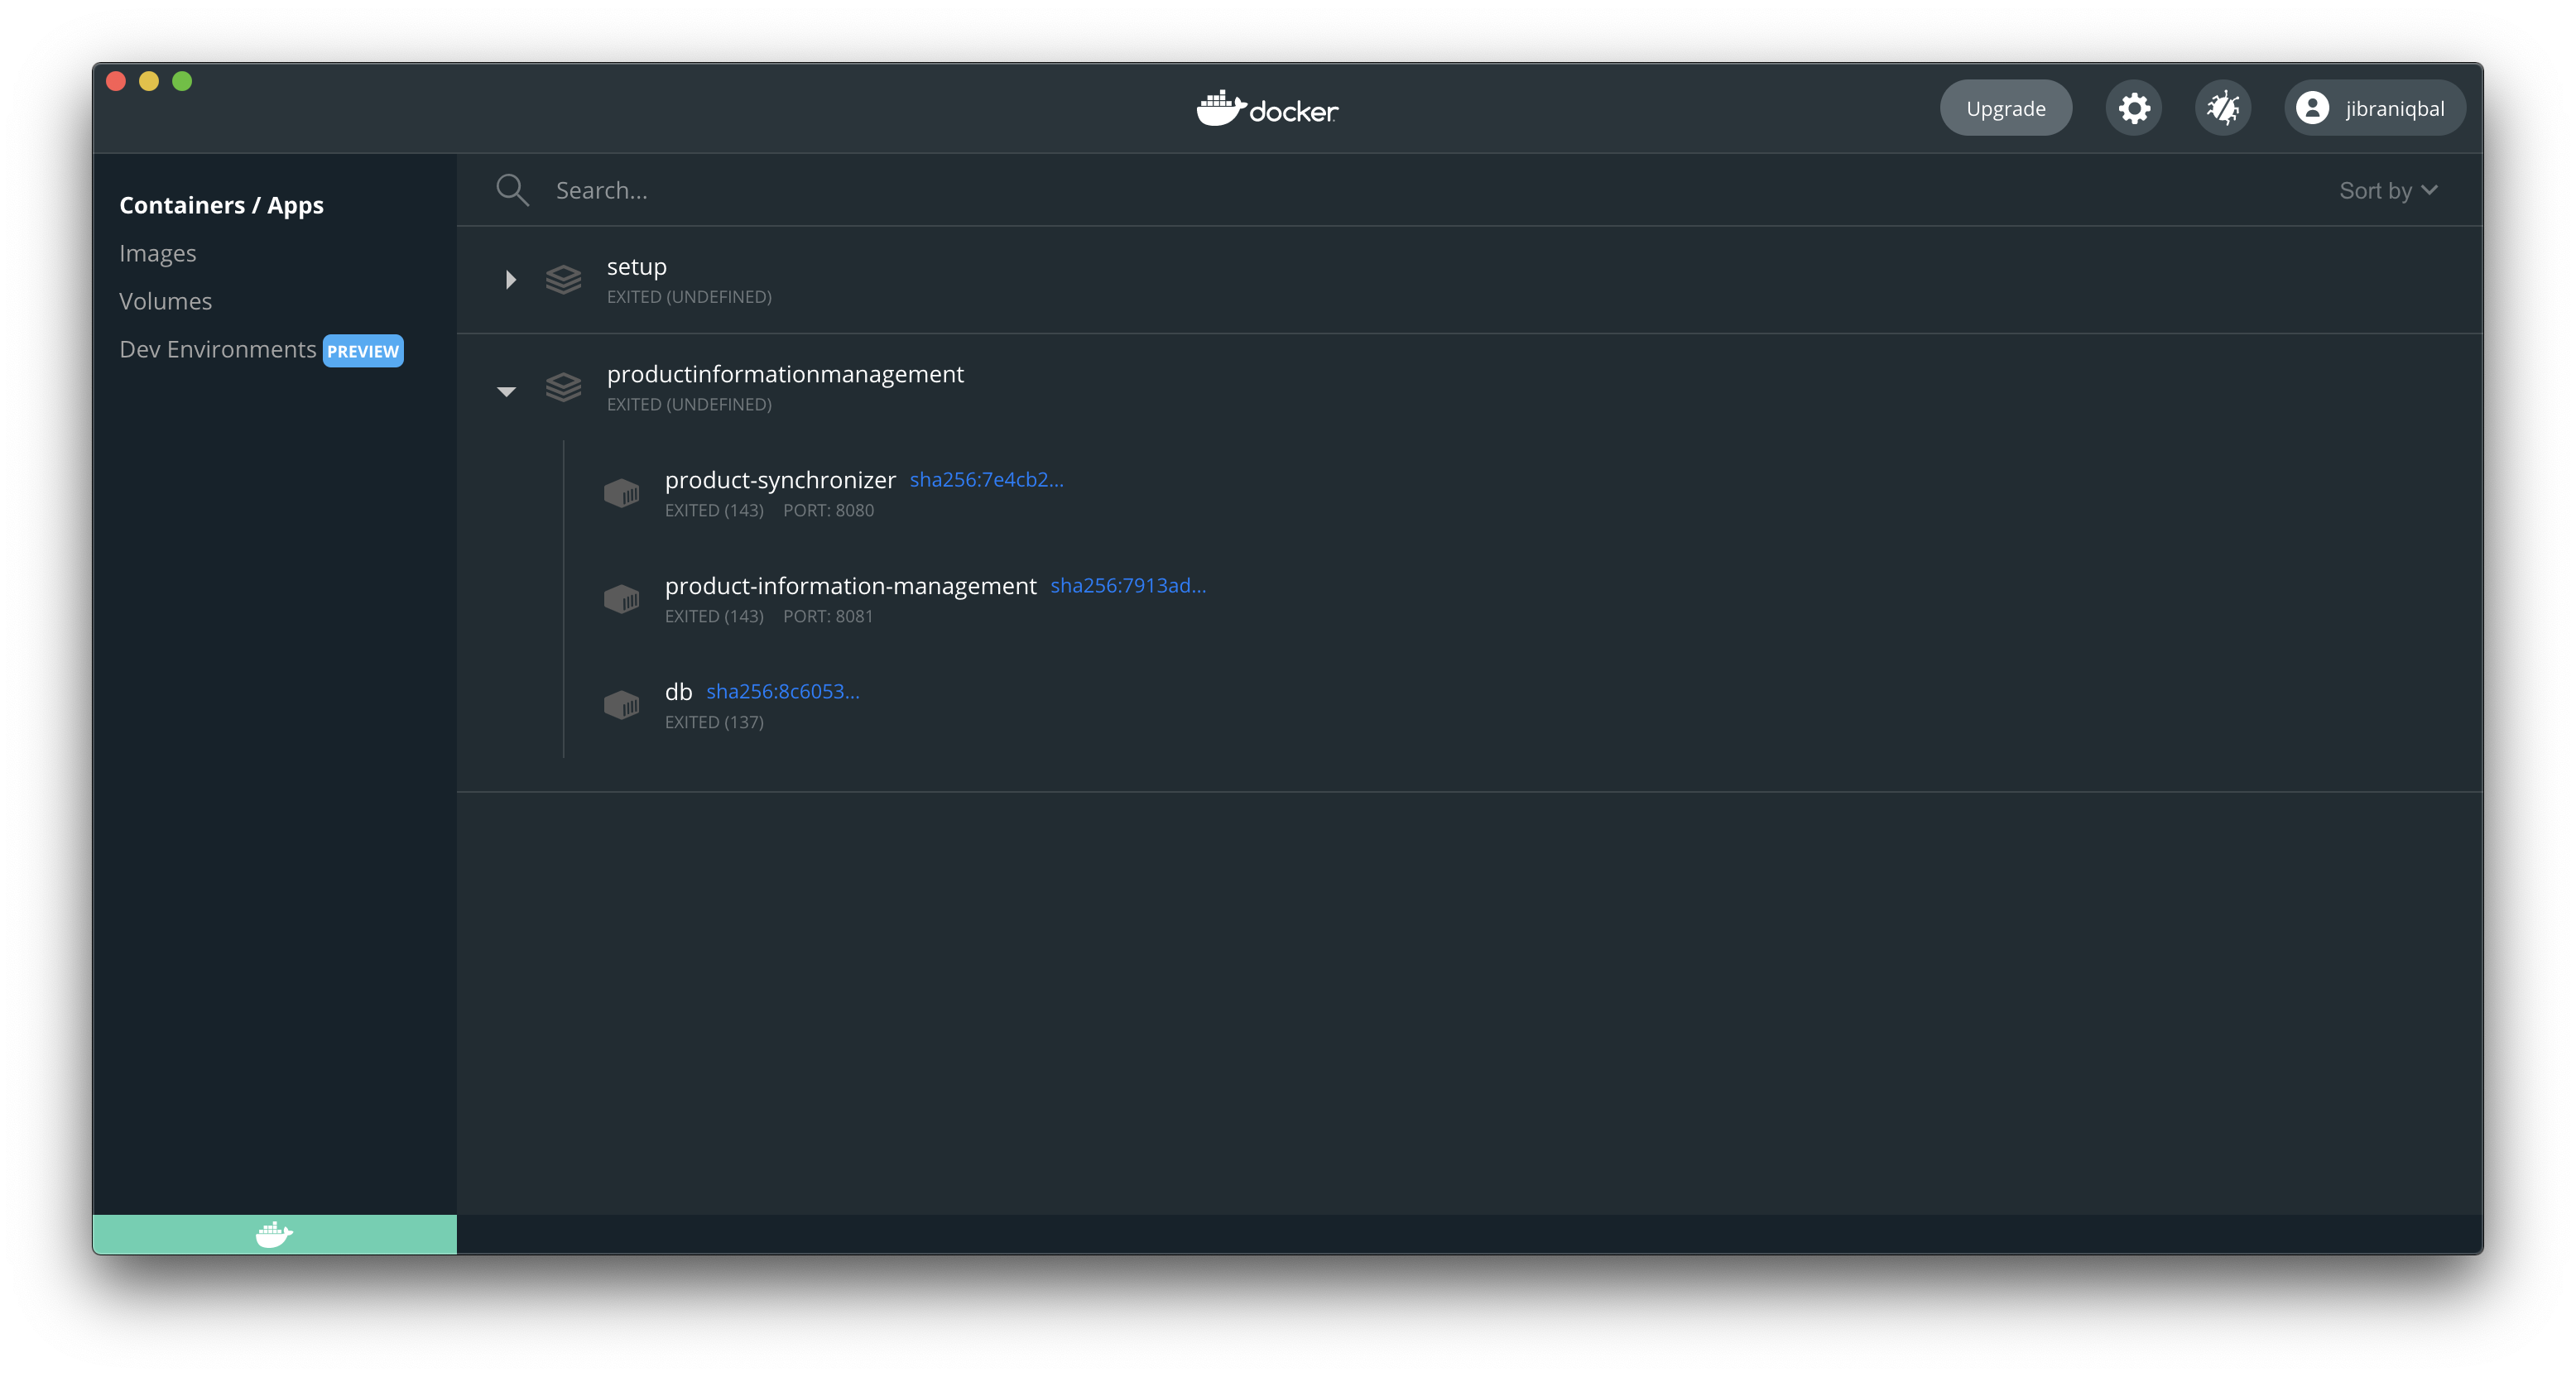 docker
Upgrade
jibraniqbal
Containers / Apps
Images
Volumes
Dev Environments PREVIEW
Search...
Sort by
setup
EXITED (UNDEFINED)
productinformationmanagement
EXITED (UNDEFINED)
product-synchronizer sha256:7e4cb2...
EXITED (143) PORT: 8080
product-information-management sha256:7913ad...
EXITED (143) PORT: 8081
db sha256:8c6053...
EXITED (137)